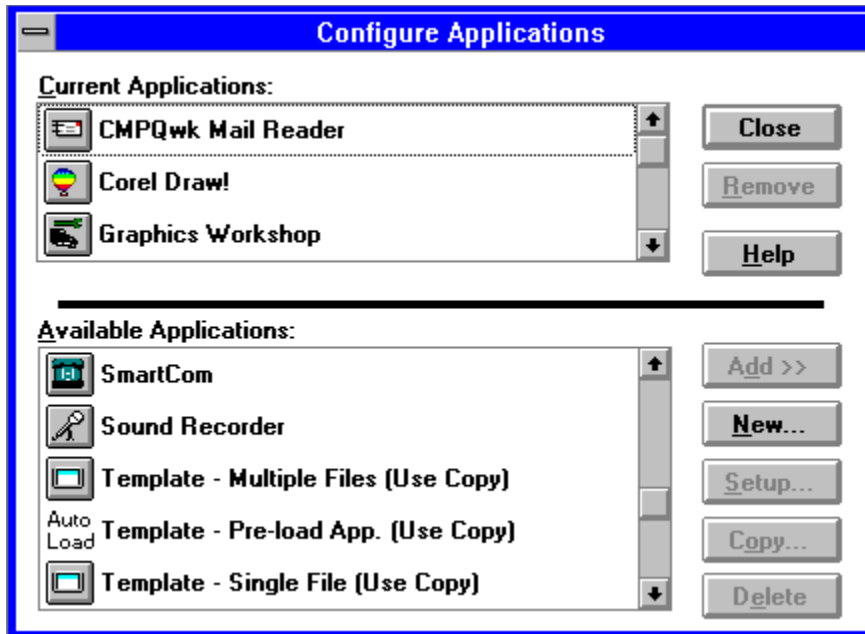 Configure Applications
Current Applications:
CMPQwk Mail Reader
Corel Draw!
Graphics Workshop
Close
Remove
Help
Available Applications:
SmartCom
Sound Recorder
Template - Multiple Files (Use Copy)
Auto
Load
Template - Pre-load App. (Use Copy)
Template - Single File (Use Copy)
Add >>
New...
Setup...
Copy...
Delete